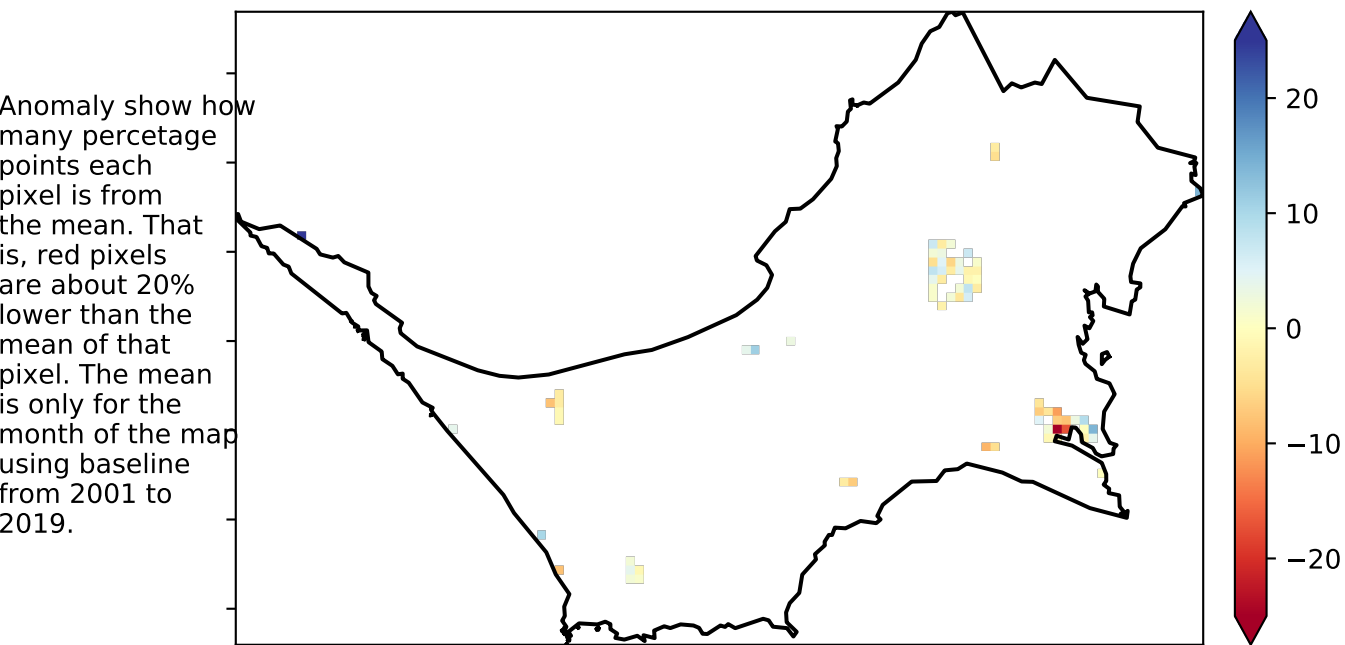 Anomaly show how
many percetage
points each
pixel is from
the mean. That
is, red pixels
are about 20%
lower than the
mean of that
pixel. The mean
is only for the
month of the map
using baseline
from 2001 to
2019.
20
10
0
−10
−20